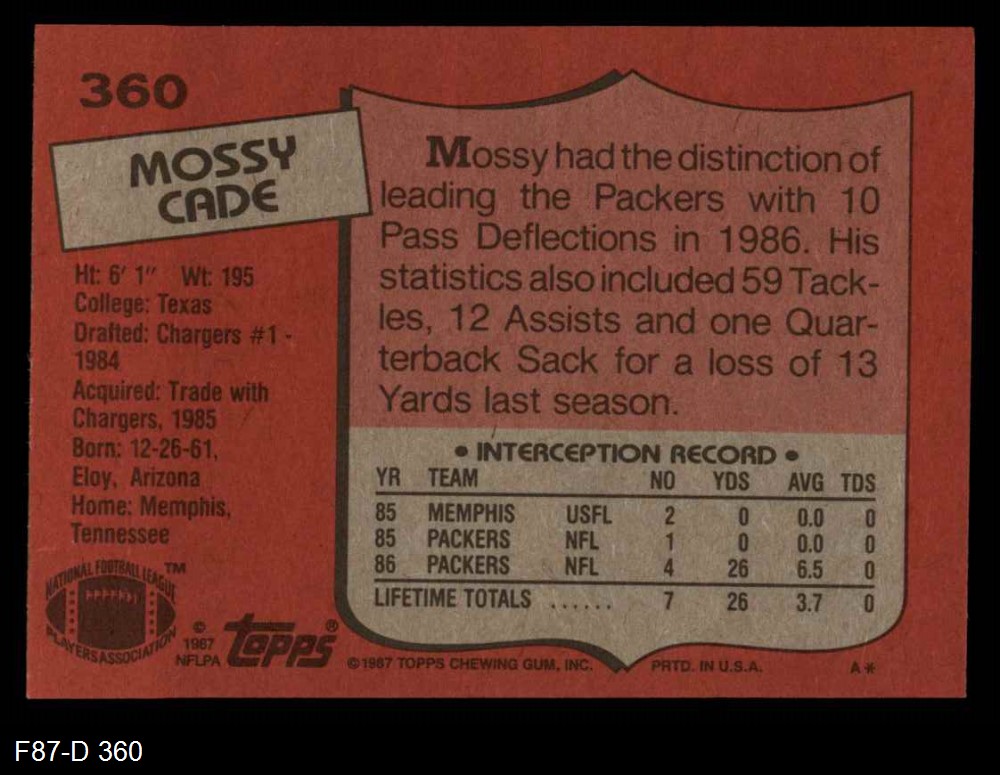 360
MOSSY
CADE
Ht: 6' 1" Wt: 195
College: Texas
Drafted: Chargers #1 -
1984
Acquired: Trade with
Chargers, 1985
Born: 12-26-61,
Eloy, Arizona
Home: Memphis,
Tennessee
NATIONAL FOOTBALL LEAGUE ™
PLAYERS ASSOCIATION
© 1987
NFLPA
topps®
Mossy had the distinction of
leading the Packers with 10
Pass Deflections in 1986. His
statistics also included 59 Tack-
les, 12 Assists and one Quar-
terback Sack for a loss of 13
Yards last season.
• INTERCEPTION RECORD •
YR TEAM NO YDS AVG TDS
85 MEMPHIS USFL 2 0 0.0 0
85 PACKERS NFL 1 0 0.0 0
86 PACKERS NFL 4 26 6.5 0
LIFETIME TOTALS ...... 7 26 3.7 0
© 1987 TOPPS CHEWING GUM, INC. PRTD. IN U.S.A. A*
F87-D 360